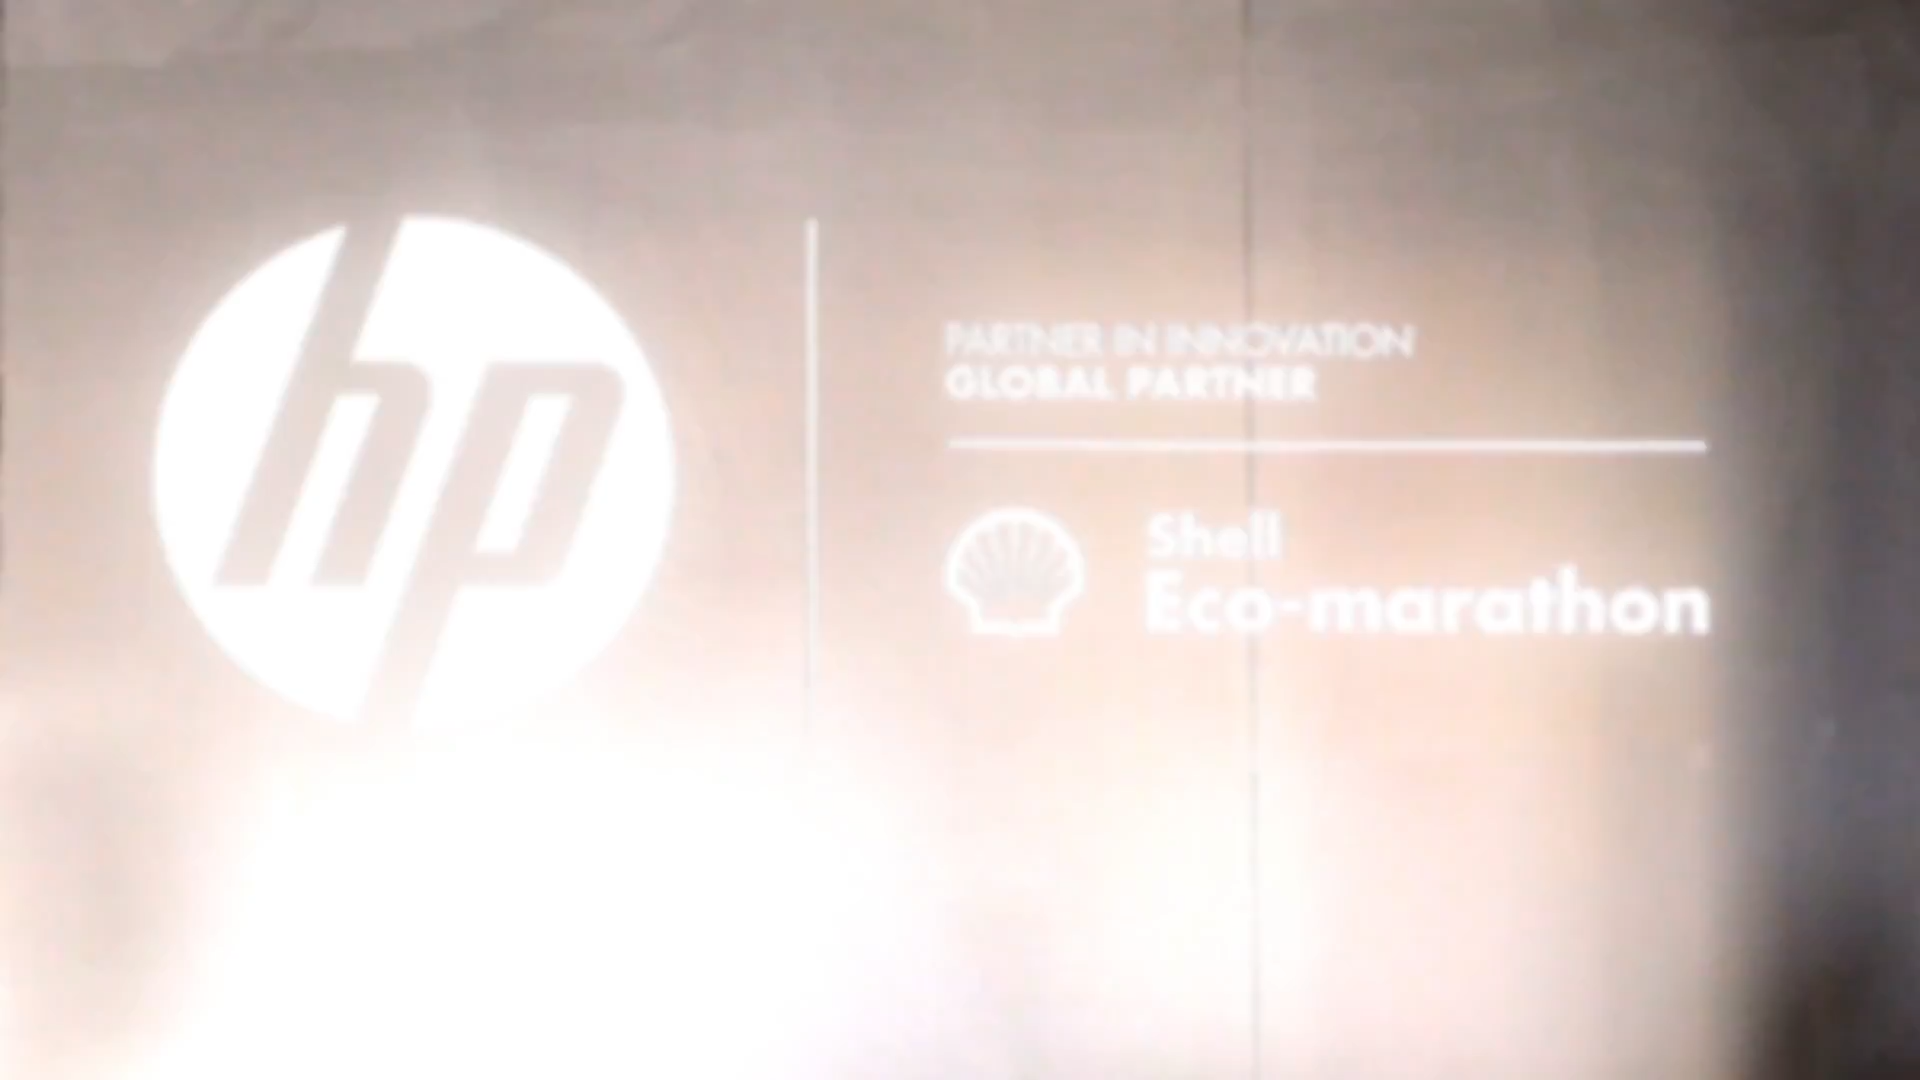 hp
PARTNER IN INNOVATION
GLOBAL PARTNER
Shell
Eco-marathon